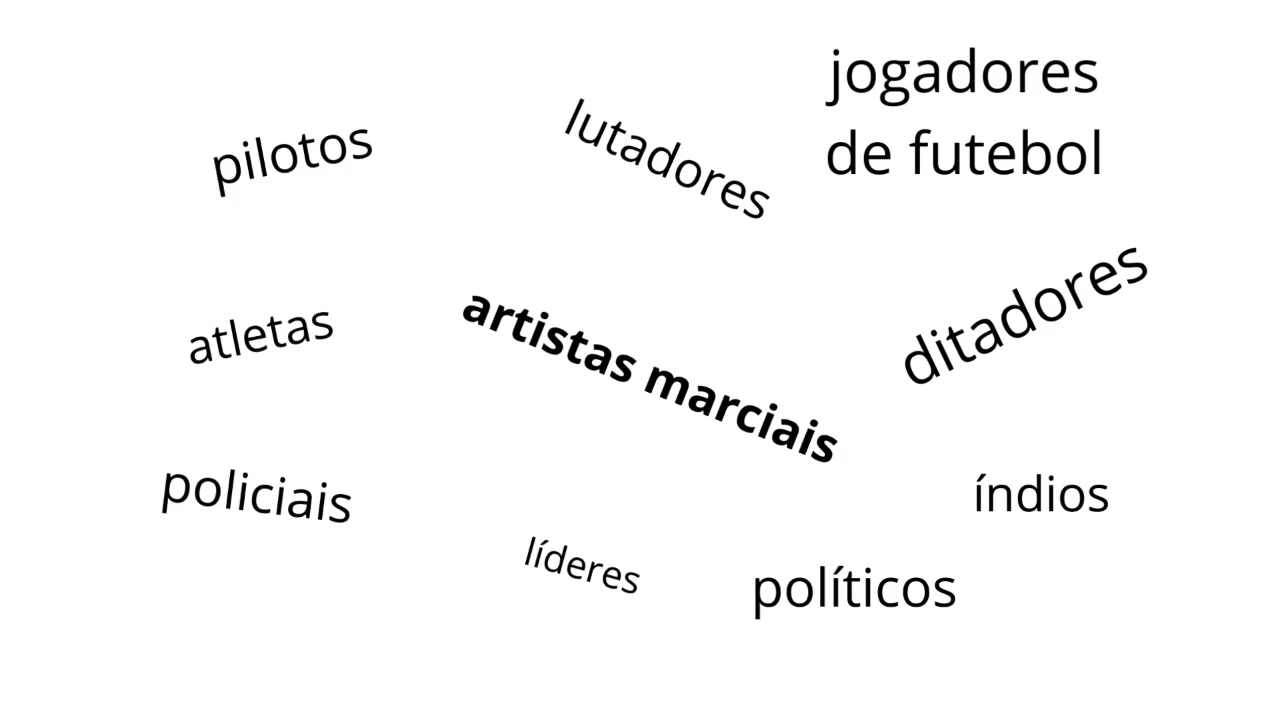 jogadores
de futebol
pilotos
lutadores
ditadores
atletas
artistas marciais
policiais
índios
líderes
políticos